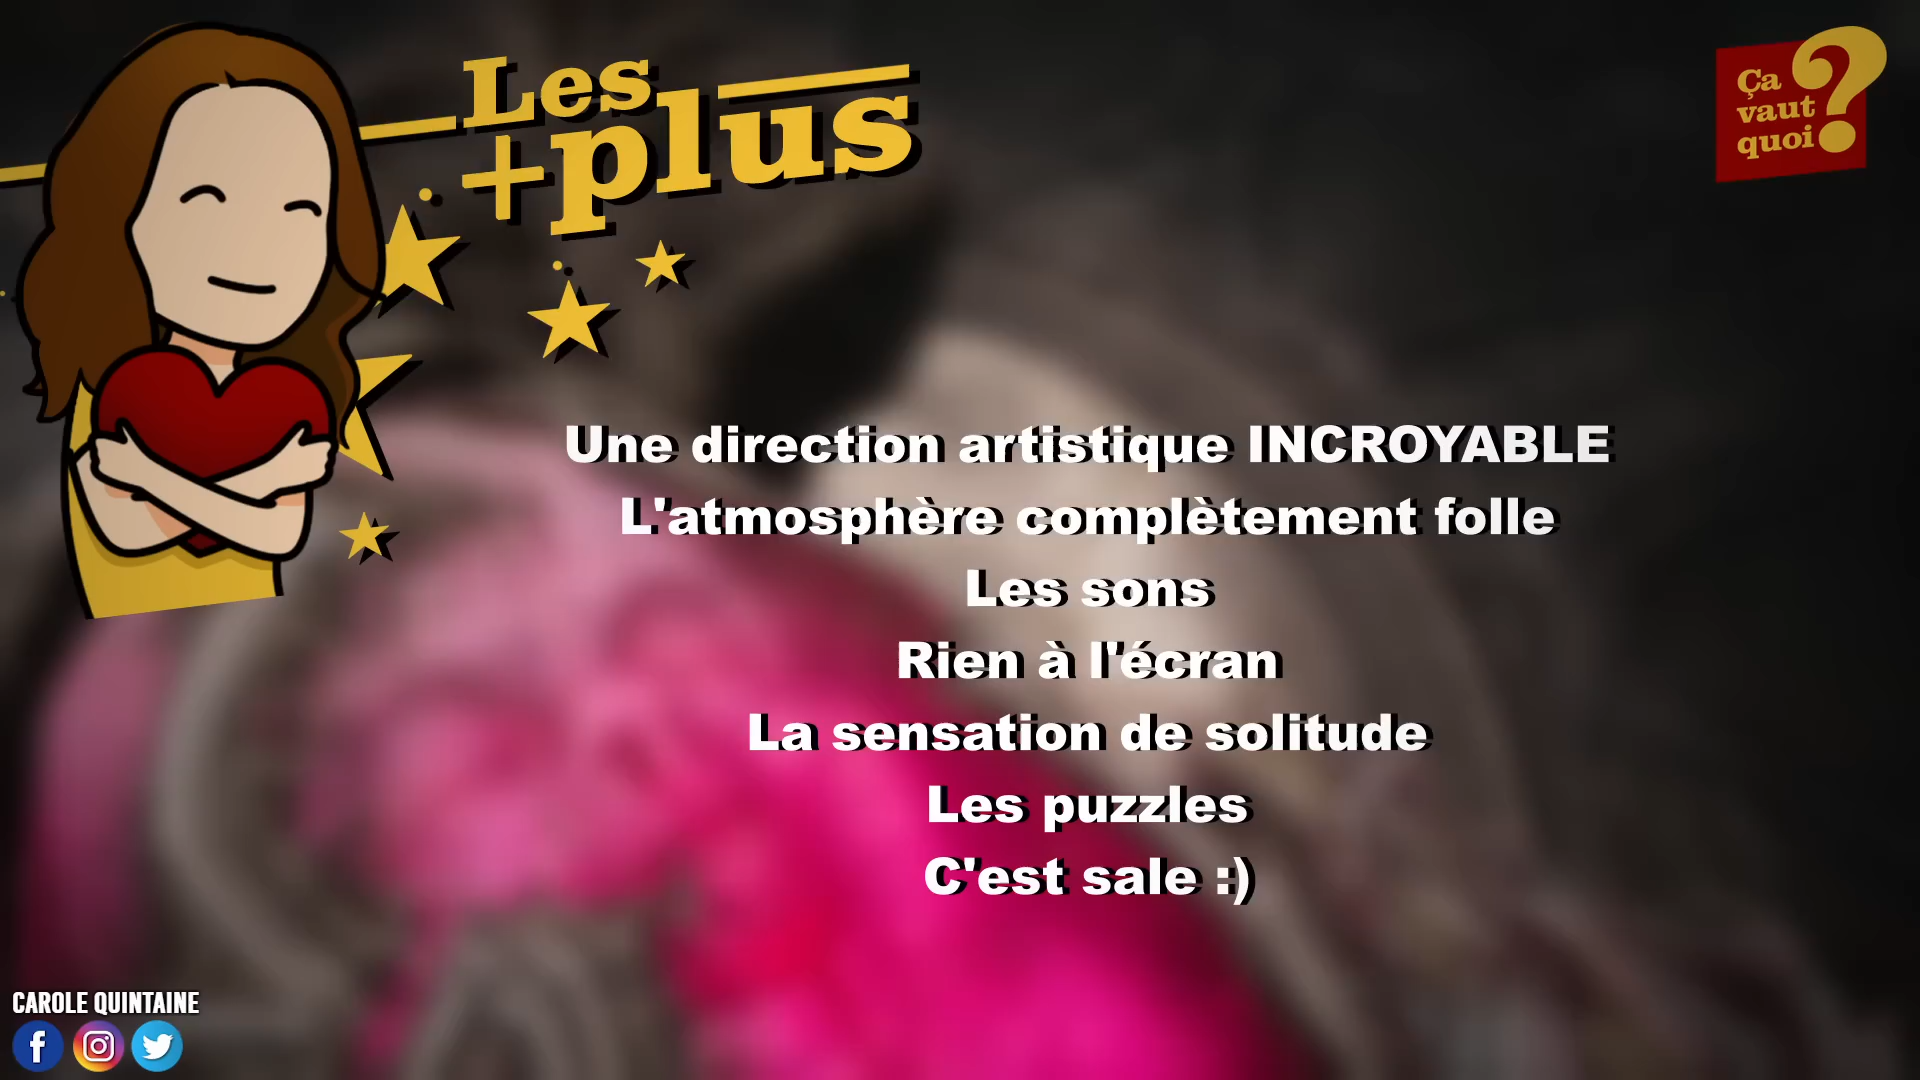 Les
+plus
Ça
vaut
quoi ?
Une direction artistique INCROYABLE
L'atmosphère complètement folle
Les sons
Rien à l'écran
La sensation de solitude
Les puzzles
C'est sale :)
CAROLE QUINTAINE